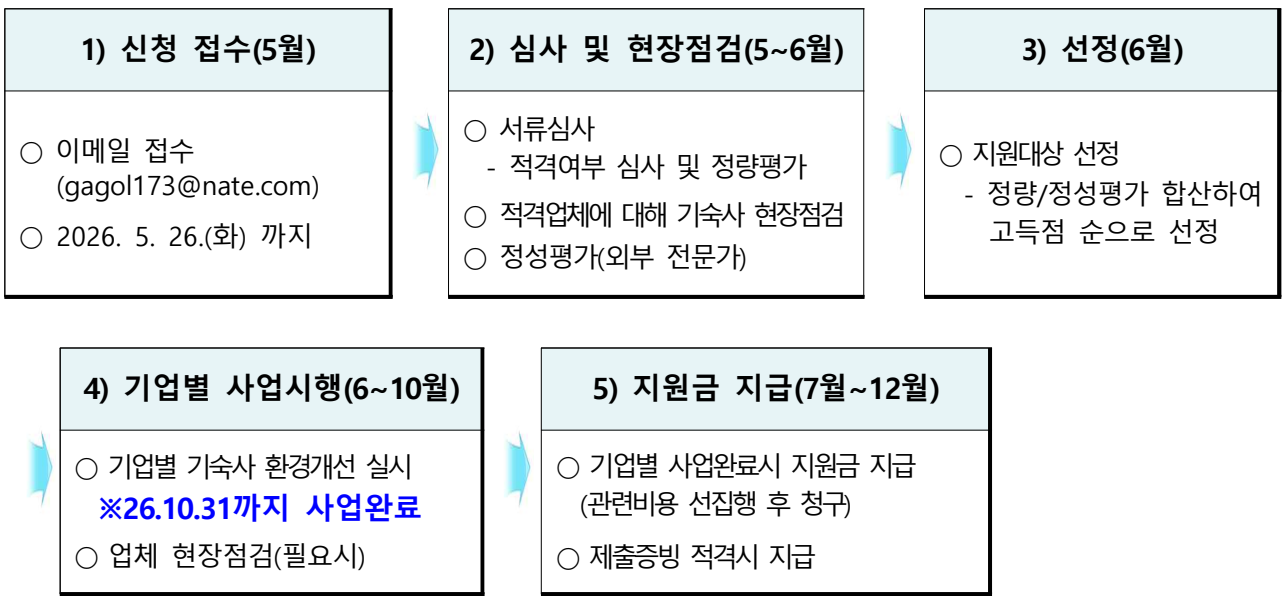 1) 신청 접수(5월)
○ 이메일 접수
(gagol173@nate.com)
○ 2026. 5. 26.(화) 까지
2) 심사 및 현장점검(5~6월)
○ 서류심사
- 적격여부 심사 및 정량평가
○ 적격업체에 대해 기숙사 현장점검
○ 정성평가(외부 전문가)
3) 선정(6월)
○ 지원대상 선정
- 정량/정성평가 합산하여
고득점 순으로 선정
4) 기업별 사업시행(6~10월)
○ 기업별 기숙사 환경개선 실시
※26.10.31까지 사업완료
○ 업체 현장점검(필요시)
5) 지원금 지급(7월~12월)
○ 기업별 사업완료시 지원금 지급
(관련비용 선집행 후 청구)
○ 제출증빙 적격시 지급